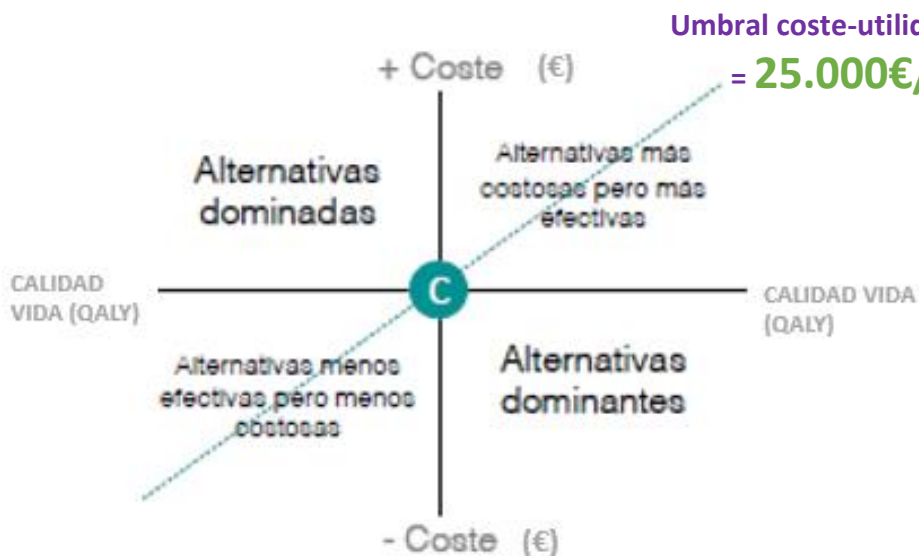 Umbral coste-utilid
= 25.000€/
+ Coste (€)
Alternativas
dominadas
Alternativas más
costosas pero más
efectivas
CALIDAD
VIDA (QALY)
C
CALIDAD VIDA
(QALY)
Alternativas menos
efectivas pero menos
costosas
Alternativas
dominantes
- Coste (€)